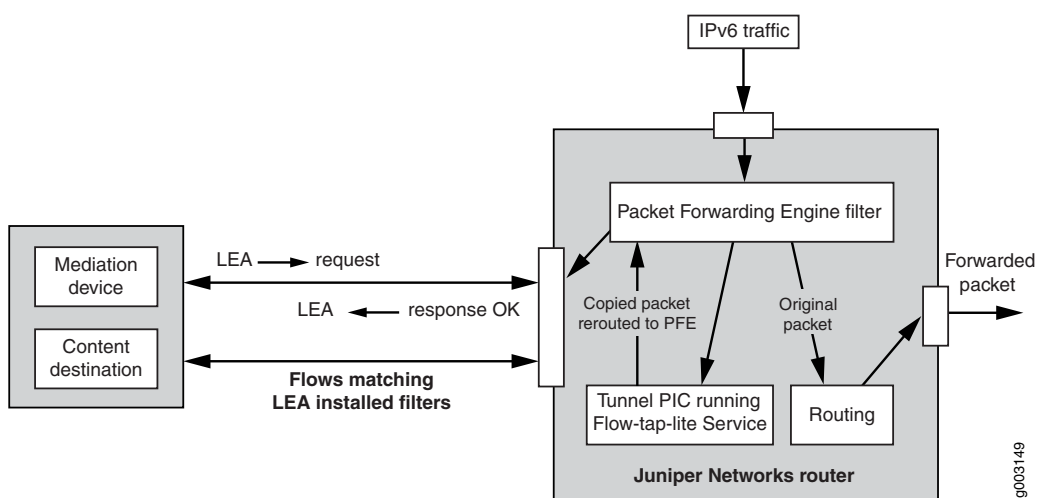 IPv6 traffic
Packet Forwarding Engine filter
Mediation
device
LEA request
LEA response OK
Content
destination
Flows matching
LEA installed filters
Copied packet
rerouted to PFE
Original
packet
Forwarded
packet
Tunnel PIC running
Flow-tap-lite Service
Routing
Juniper Networks router
g003149